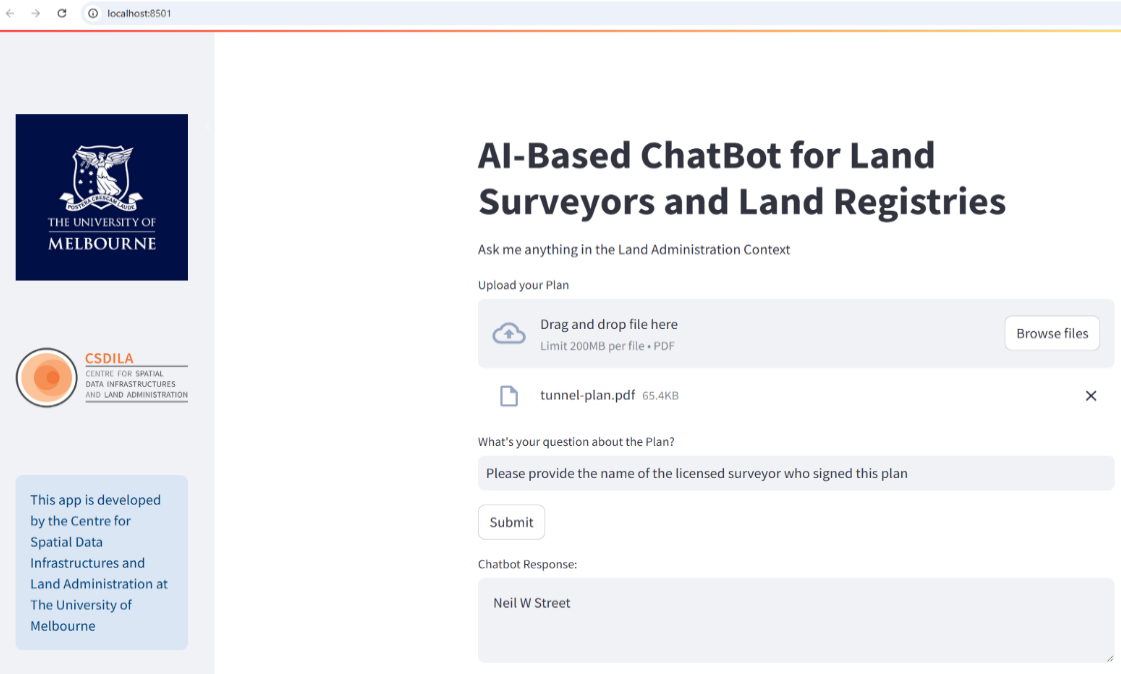 localhost:8501
POSTERA CRESCAM LAUDE
THE UNIVERSITY OF
MELBOURNE
CSDILA
CENTRE FOR SPATIAL
DATA INFRASTRUCTURES
AND LAND ADMINISTRATION
This app is developed
by the Centre for
Spatial Data
Infrastructures and
Land Administration at
The University of
Melbourne
AI-Based ChatBot for Land
Surveyors and Land Registries
Ask me anything in the Land Administration Context
Upload your Plan
Drag and drop file here
Limit 200MB per file • PDF
Browse files
tunnel-plan.pdf 65.4KB
What's your question about the Plan?
Please provide the name of the licensed surveyor who signed this plan
Submit
Chatbot Response:
Neil W Street